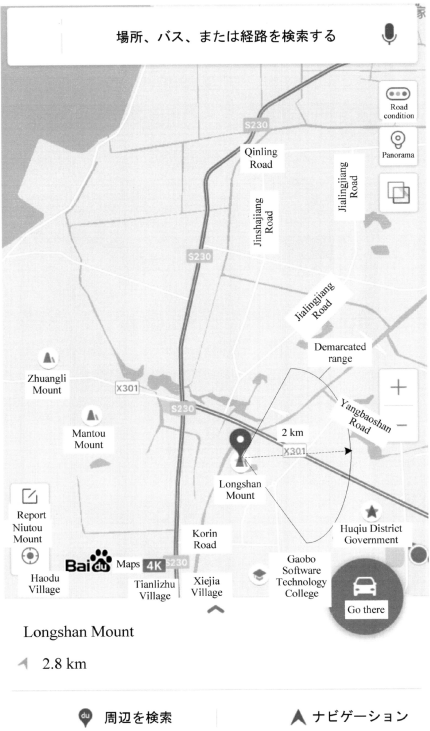 場所、バス、または経路を検索する
S230
Road
condition
Qinling
Road
Panorama
Jialingjiang
Road
Jinshajiang
Road
S230
Jialingjiang
Road
Demarcated
range
Zhuangli
Mount
X301
S230
Yangbaoshan
Road
Mantou
Mount
2 km
X301
Longshan
Mount
Report
Niutou
Mount
Korin
Road
Huqiu District
Government
Haodu
Village
Bai du Maps 4K S230
Tianlizhu
Village
Xiejia
Village
Gaobo
Software
Technology
College
Go there
Longshan Mount
2.8 km
du 周辺を検索
ナビゲーション